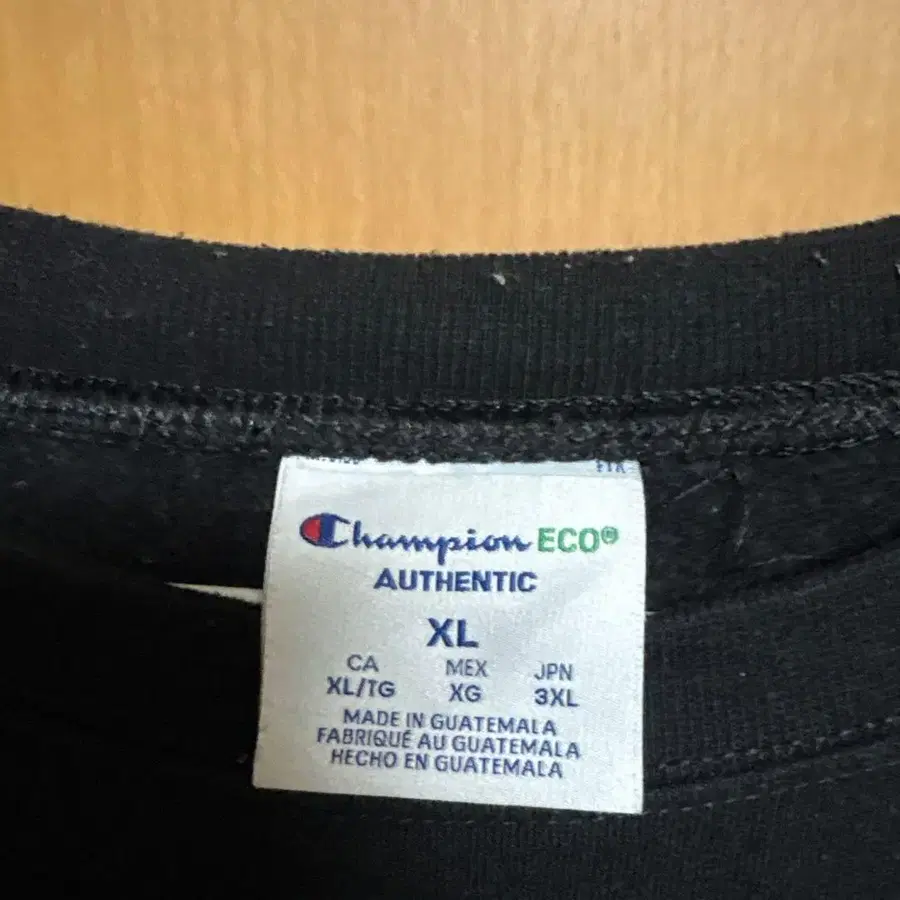 Champion ECO®
AUTHENTIC
XL
CA MEX JPN
XL/TG XG 3XL
MADE IN GUATEMALA
FABRIQUÉ AU GUATEMALA
HECHO EN GUATEMALA